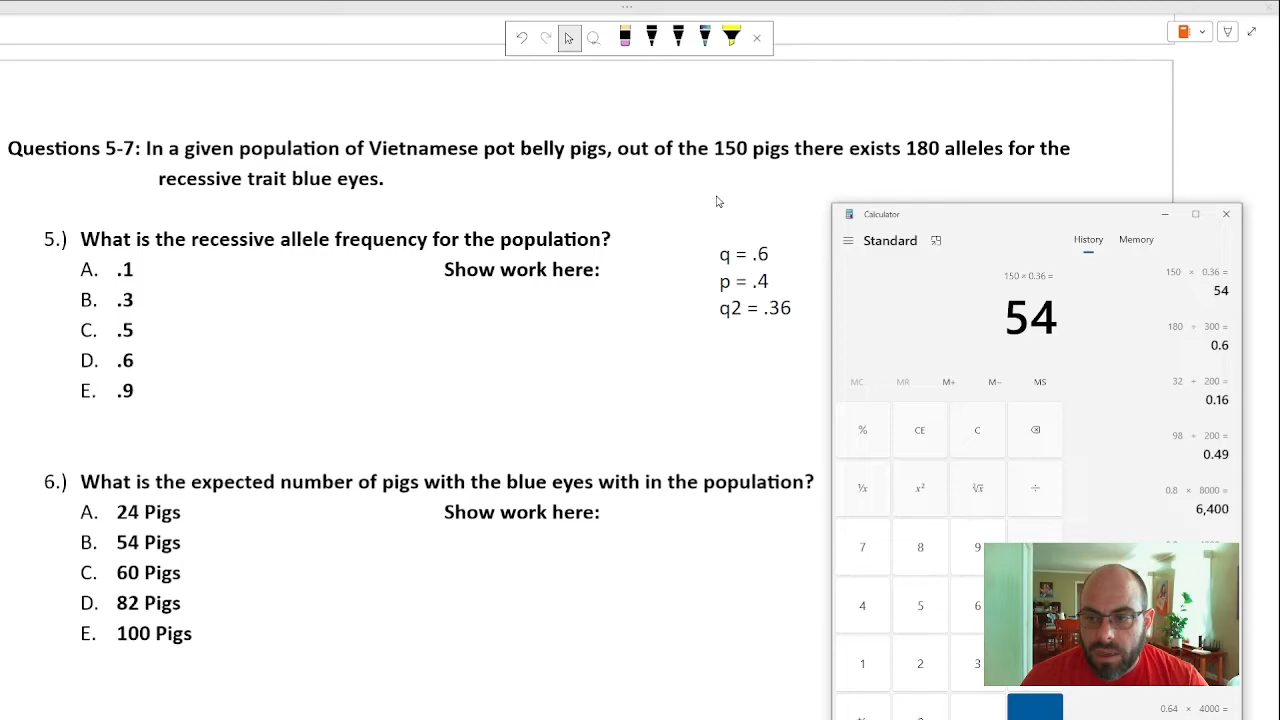 Questions 5-7: In a given population of Vietnamese pot belly pigs, out of the 150 pigs there exists 180 alleles for the
recessive trait blue eyes.
5.) What is the recessive allele frequency for the population?
A. .1
Show work here:
B. .3
C. .5
D. .6
E. .9
q = .6
p = .4
q2 = .36
6.) What is the expected number of pigs with the blue eyes with in the population?
A. 24 Pigs
Show work here:
B. 54 Pigs
C. 60 Pigs
D. 82 Pigs
E. 100 Pigs
Calculator
Standard
History Memory
150 × 0.36 =
54
MC MR M+ M- MS
% CE C
¹/x x² ²√x ÷
7 8 9
4 5 6
1 2 3
150 × 0.36 =
54
180 ÷ 300 =
0.6
32 ÷ 200 =
0.16
98 ÷ 200 =
0.49
0.8 × 8000 =
6,400
0.64 × 4000 =